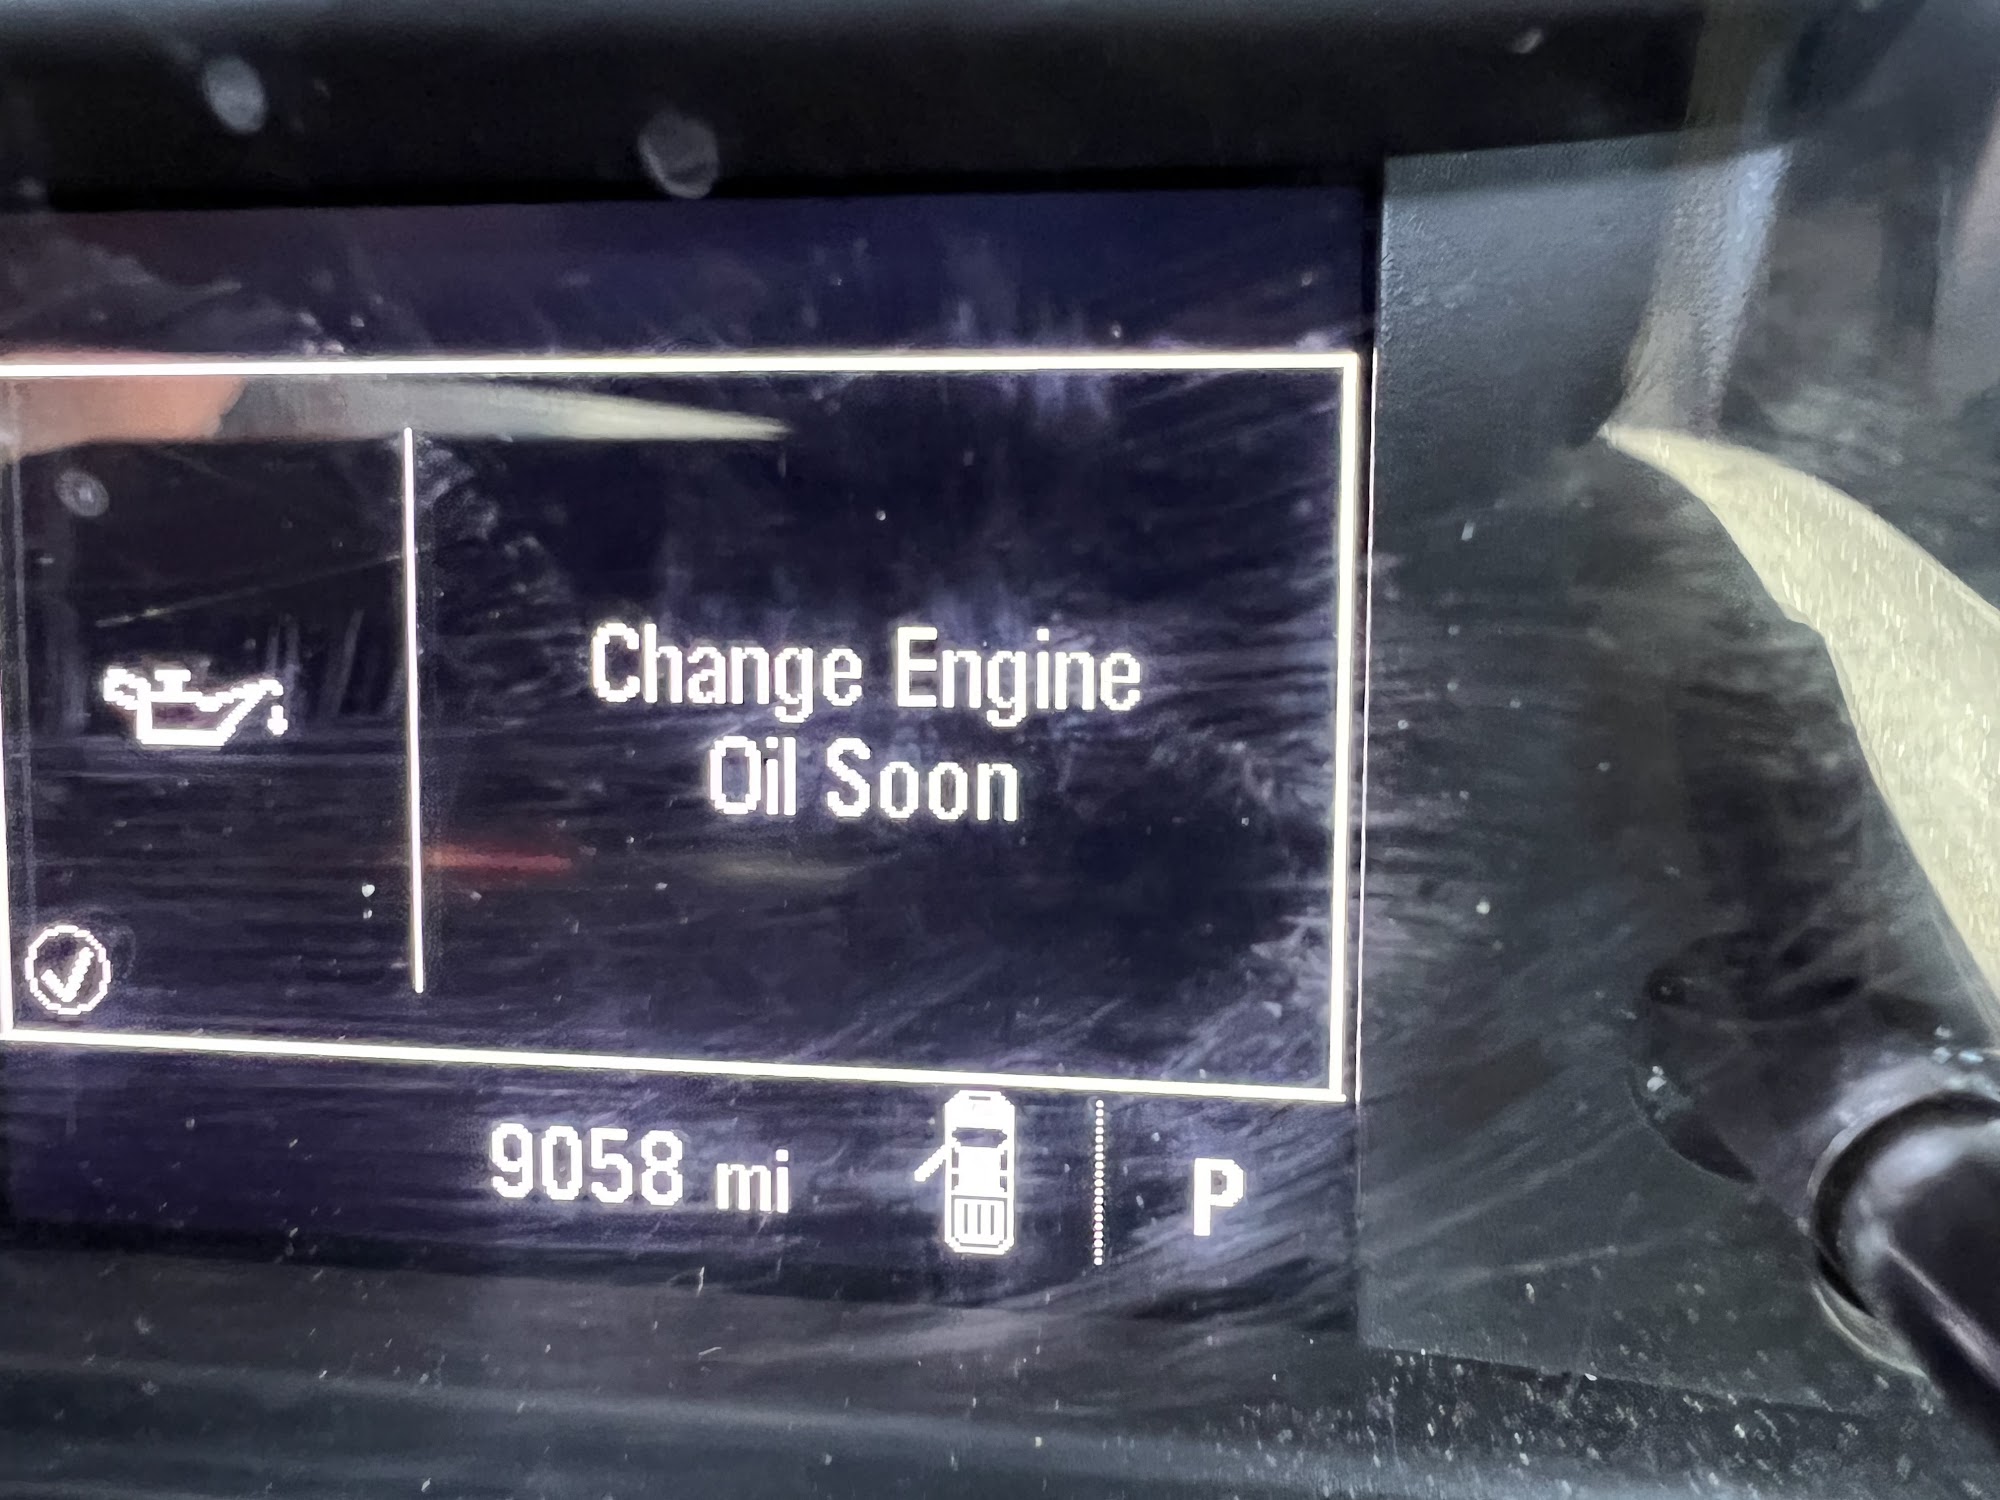 Change Engine
Oil Soon
9058 mi
P